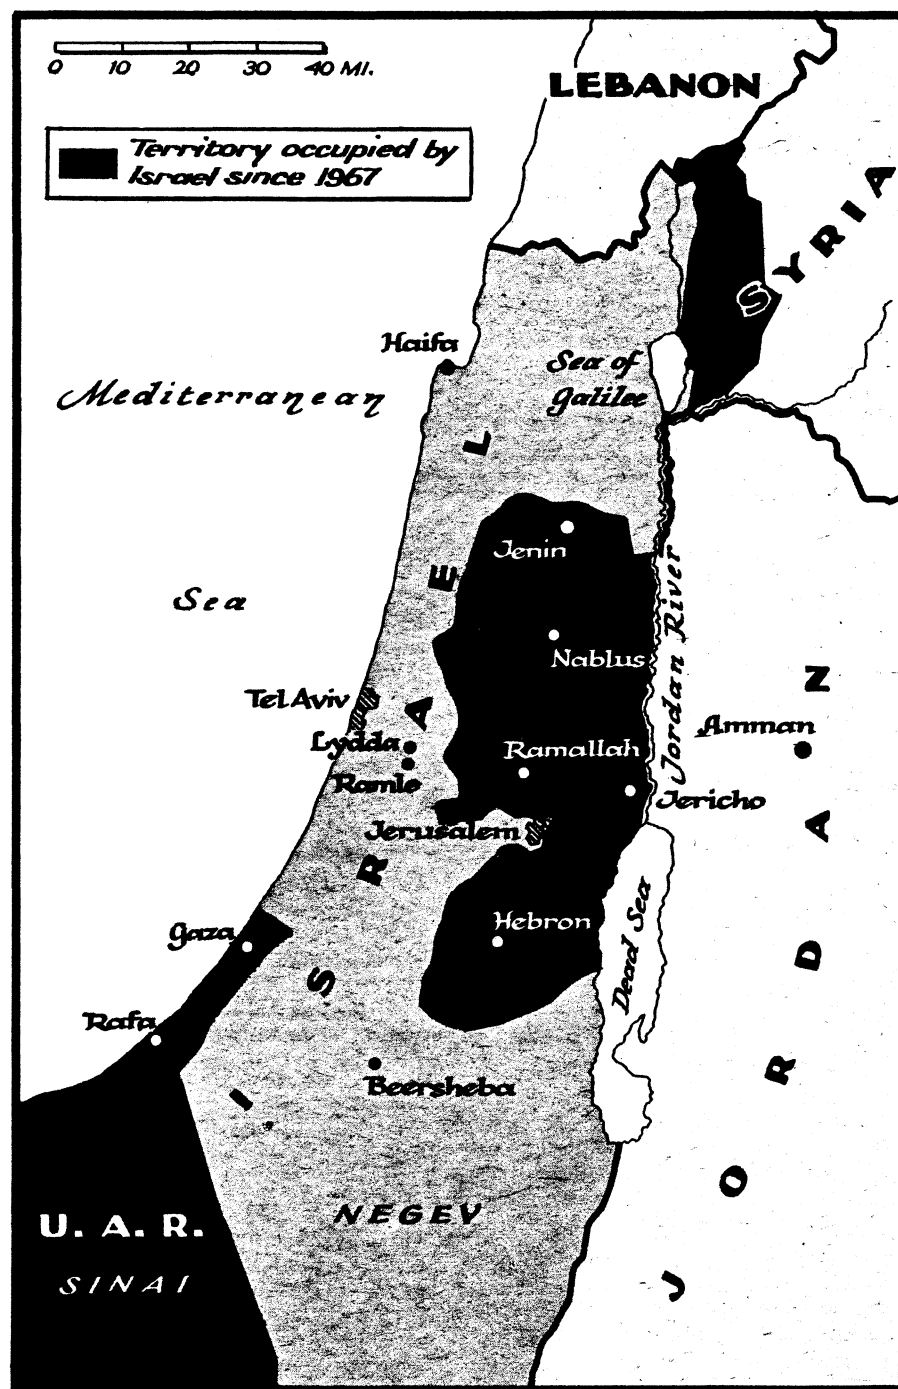 0 10 20 30 40 MI.
LEBANON
Territory occupied by
Israel since 1967
SYRIA
Haifa
Sea of
Galilee
Mediterranean
Sea
Jenin
Nablus
Jordan River
Tel Aviv
Lydda
Ramle
Ramallah
Amman
Jericho
Jerusalem
ISRAEL
Hebron
Dead Sea
Gaza
Rafa
Beersheba
JORDAN
NEGEV
U. A. R.
SINAI